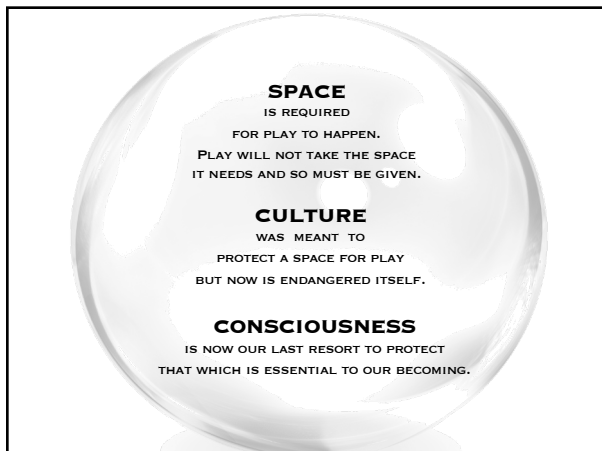 SPACE
IS REQUIRED
FOR PLAY TO HAPPEN.
PLAY WILL NOT TAKE THE SPACE
IT NEEDS AND SO MUST BE GIVEN.
CULTURE
WAS MEANT TO
PROTECT A SPACE FOR PLAY
BUT NOW IS ENDANGERED ITSELF.
CONSCIOUSNESS
IS NOW OUR LAST RESORT TO PROTECT
THAT WHICH IS ESSENTIAL TO OUR BECOMING.